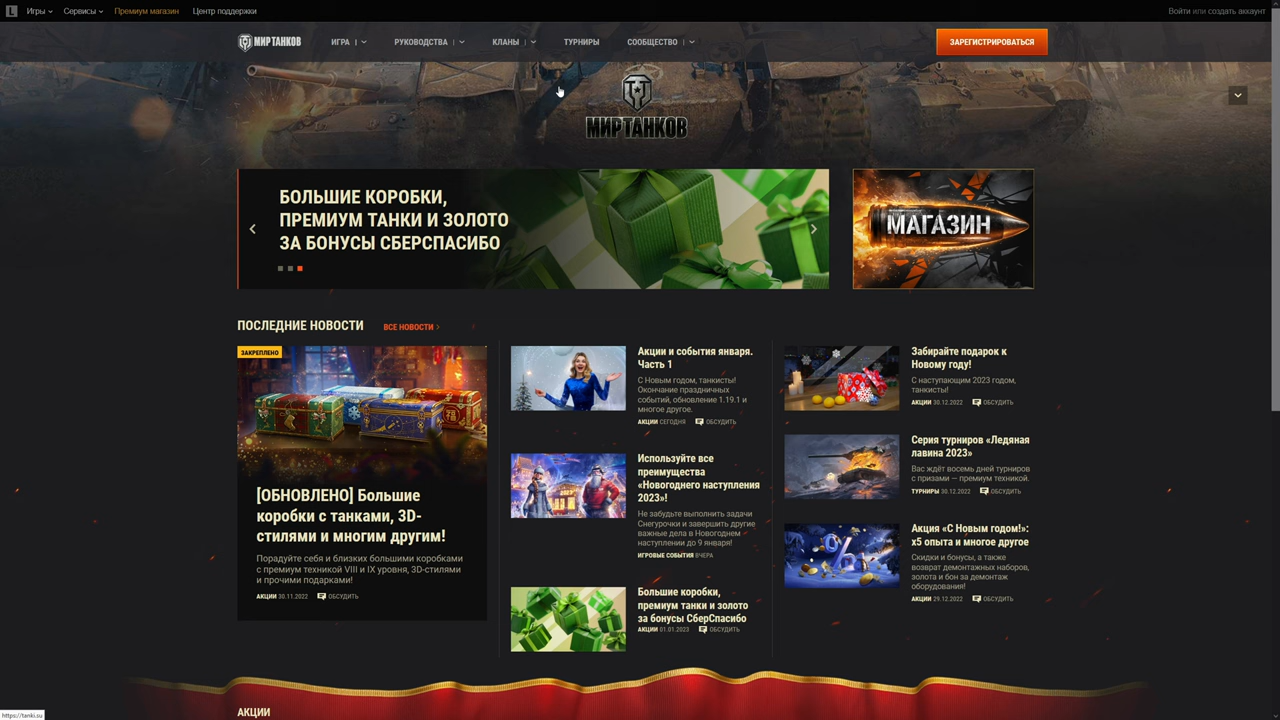 Игры Сервисы Премиум магазин Центр поддержки Войти или создать аккаунт
МИР ТАНКОВ ИГРА РУКОВОДСТВА КЛАНЫ ТУРНИРЫ СООБЩЕСТВО ЗАРЕГИСТРИРОВАТЬСЯ
МИР ТАНКОВ
БОЛЬШИЕ КОРОБКИ,
ПРЕМИУМ ТАНКИ И ЗОЛОТО
ЗА БОНУСЫ СБЕРСПАСИБО
МАГАЗИН
ПОСЛЕДНИЕ НОВОСТИ ВСЕ НОВОСТИ
ЗАКРЕПЛЕНО
[ОБНОВЛЕНО] Большие
коробки с танками, 3D-
стилями и многим другим!
Порадуйте себя и близких большими коробками
с премиум техникой VIII и IX уровня, 3D-стилями
и прочими подарками!
АКЦИИ 30.11.2022 ОБСУДИТЬ
Акции и события января.
Часть 1
С Новым годом, танкисты!
Окончание праздничных
событий, обновление 1.19.1 и
многое другое.
АКЦИИ СЕГОДНЯ ОБСУДИТЬ
Используйте все
преимущества
«Новогоднего наступления
2023»!
Не забудьте выполнить задачи
Снегурочки и завершить другие
важные дела в Новогоднем
наступлении до 9 января!
ИГРОВЫЕ СОБЫТИЯ ВЧЕРА
Большие коробки,
премиум танки и золото
за бонусы СберСпасибо
АКЦИИ 01.01.2023 ОБСУДИТЬ
Забирайте подарок к
Новому году!
С наступающим 2023 годом,
танкисты!
АКЦИИ 30.12.2022 ОБСУДИТЬ
Серия турниров «Ледяная
лавина 2023»
Вас ждёт восемь дней турниров
с призами — премиум техникой.
ТУРНИРЫ 30.12.2022 ОБСУДИТЬ
Акция «С Новым годом!»:
x5 опыта и многое другое
Скидки и бонусы, а также
возврат демонтажных наборов,
золота и бон за демонтаж
оборудования!
АКЦИИ 29.12.2022 ОБСУДИТЬ
АКЦИИ
https://tanki.su